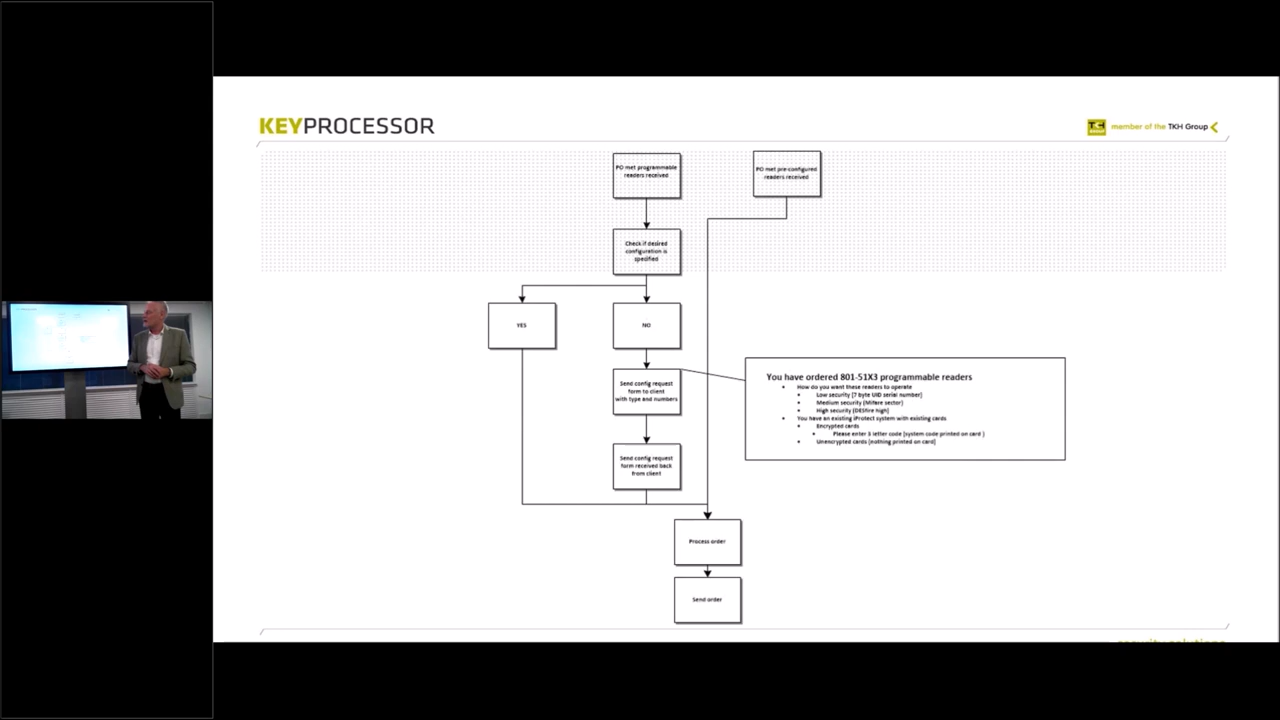 KEYPROCESSOR
TKH GROUP
member of the TKH Group
PO met programmable
readers received
PO met pre-configured
readers received
Check if desired
configuration is
specified
YES
NO
Send config request
form to client
with type and numbers
You have ordered 801-51X3 programmable readers
• How do you want these readers to operate
• Low security [7 byte UID serial number)
• Medium security (Mifare sector)
• High security (DESfire high]
• You have an existing iProtect system with existing cards
• Encrypted cards
• Please enter 3 letter code [system code printed on card )
• Unencrypted cards [nothing printed on card]
Send config request
form received back
from client
Process order
Send order
security solutions